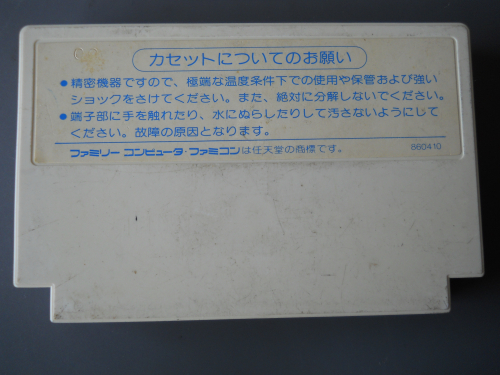 カセットについてのお願い
●精密機器ですので、極端な温度条件下での使用や保管および強い
ショックをさけてください。また、絶対に分解しないでください。
●端子部に手を触れたり、水にぬらしたりして汚さないようにして
ください。故障の原因となります。
ファミリーコンピュータ・ファミコンは任天堂の商標です。 860410